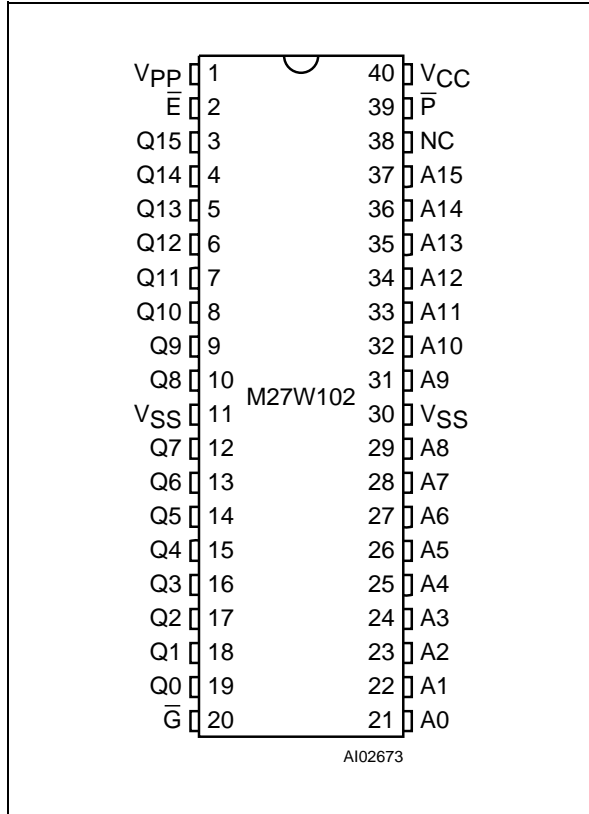 VPP 1 40 VCC
E̅ 2 39 P̅
Q15 3 38 NC
Q14 4 37 A15
Q13 5 36 A14
Q12 6 35 A13
Q11 7 34 A12
Q10 8 33 A11
Q9 9 32 A10
Q8 10 31 A9
M27W102
VSS 11 30 VSS
Q7 12 29 A8
Q6 13 28 A7
Q5 14 27 A6
Q4 15 26 A5
Q3 16 25 A4
Q2 17 24 A3
Q1 18 23 A2
Q0 19 22 A1
G̅ 20 21 A0
AI02673